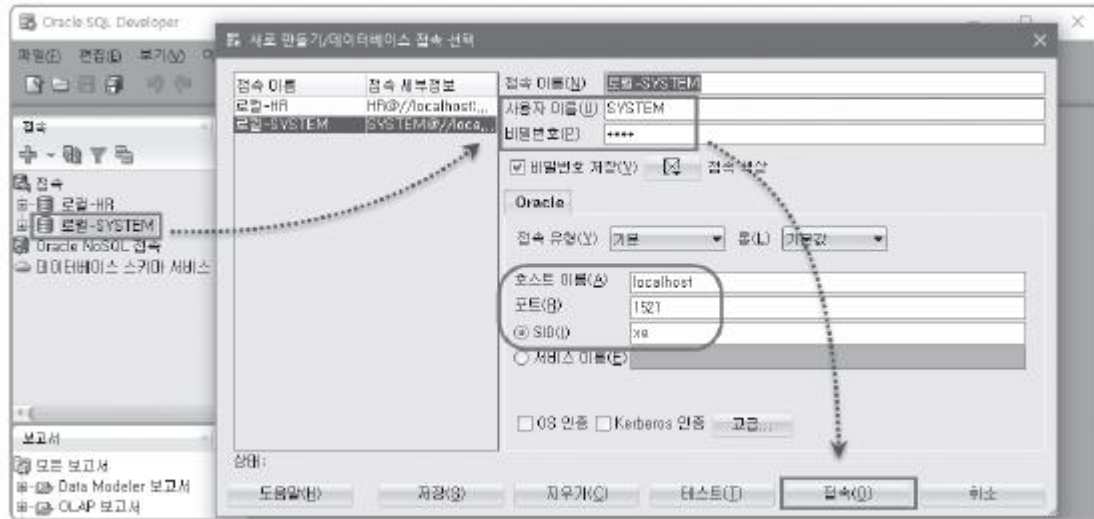 Oracle SQL Developer
파일(F) 편집(E) 보기(V)
접속
접속
로컬-HR
로컬-SYSTEM
Oracle NoSQL 접속
데이터베이스 스키마 서비스
보고서
모든 보고서
Data Modeler 보고서
OLAP 보고서
새로 만들기/데이터베이스 접속 선택
접속 이름 접속 세부정보
로컬-HR HR@//localhost:...
로컬-SYSTEM SYSTEM@//loca...
접속 이름(N) 로컬-SYSTEM
사용자 이름(U) SYSTEM
비밀번호(P) ****
비밀번호 저장(V) 접속 색상
Oracle
접속 유형(Y) 기본 롤(L) 기본값
호스트 이름(A) localhost
포트(R) 1521
SID(I) xe
서비스 이름(E)
OS 인증 Kerberos 인증 고급...
상태:
도움말(H) 저장(S) 지우기(C) 테스트(T) 접속(O) 취소